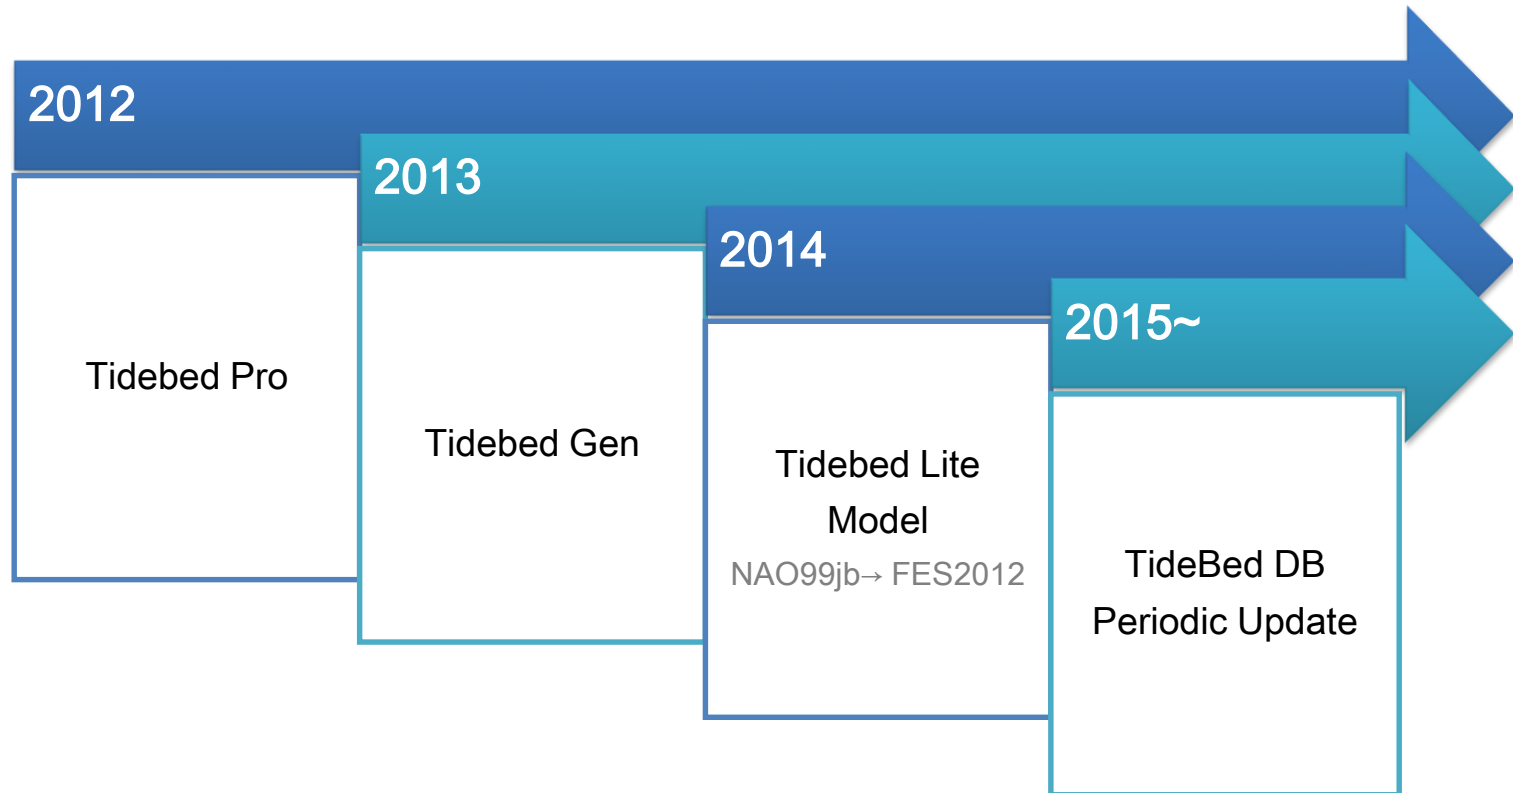 2012
Tidebed Pro
2013
Tidebed Gen
2014
Tidebed Lite
Model
NAO99jb→ FES2012
2015~
TideBed DB
Periodic Update